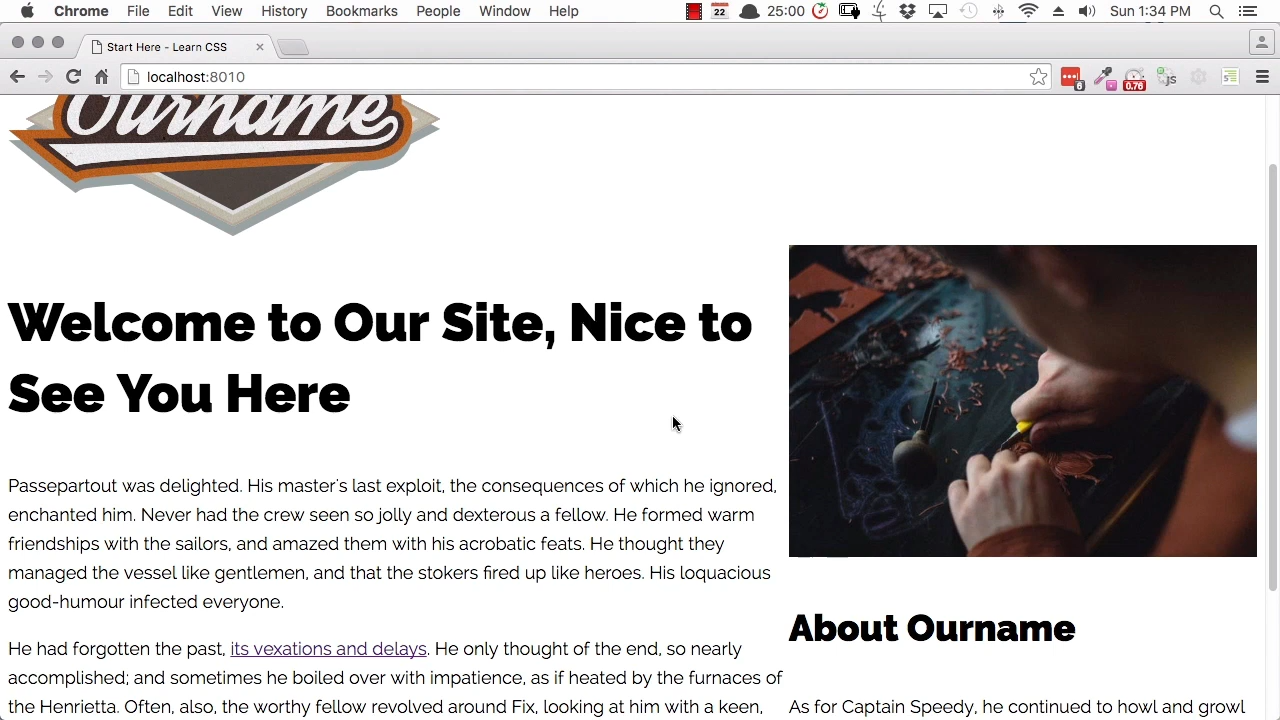 Chrome File Edit View History Bookmarks People Window Help 22 25:00 Sun 1:34 PM
Start Here - Learn CSS
localhost:8010 6 0.76 js 5
Ourname
Welcome to Our Site, Nice to
See You Here
Passepartout was delighted. His master's last exploit, the consequences of which he ignored,
enchanted him. Never had the crew seen so jolly and dexterous a fellow. He formed warm
friendships with the sailors, and amazed them with his acrobatic feats. He thought they
managed the vessel like gentlemen, and that the stokers fired up like heroes. His loquacious
good-humour infected everyone.
He had forgotten the past, its vexations and delays. He only thought of the end, so nearly
accomplished; and sometimes he boiled over with impatience, as if heated by the furnaces of
the Henrietta. Often, also, the worthy fellow revolved around Fix, looking at him with a keen,
About Ourname
As for Captain Speedy, he continued to howl and growl